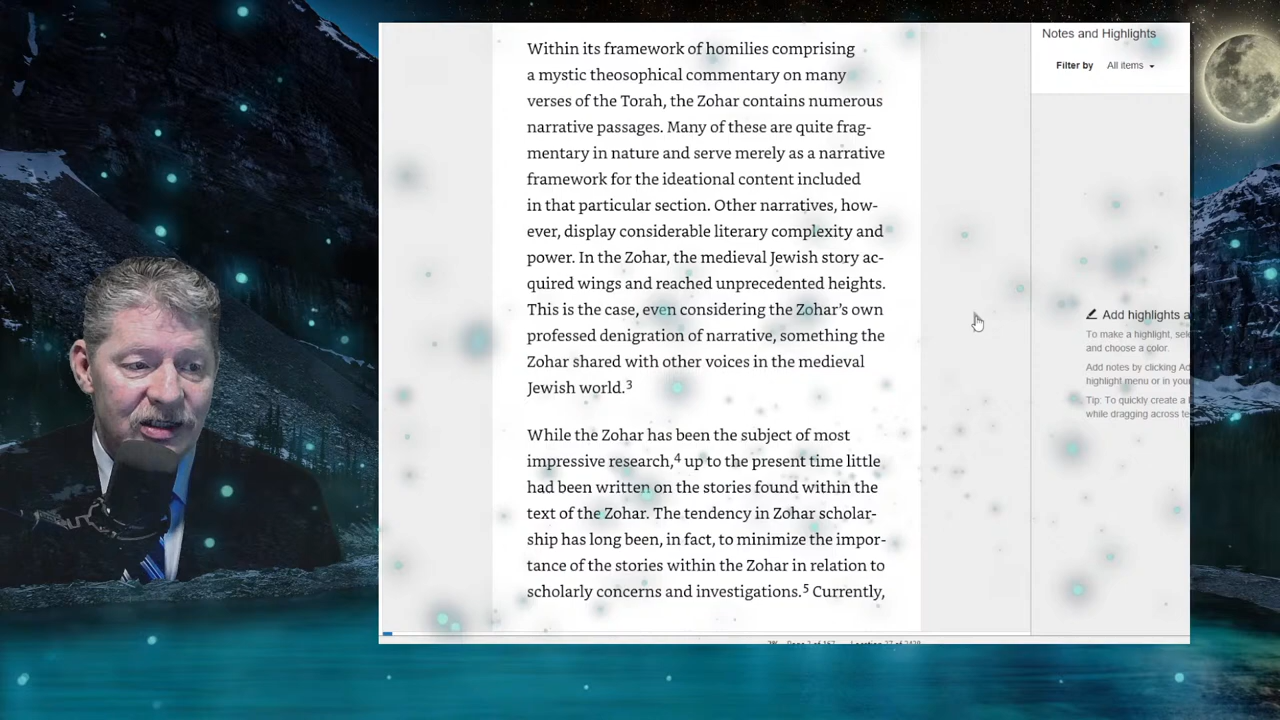 Within its framework of homilies comprising
a mystic theosophical commentary on many
verses of the Torah, the Zohar contains numerous
narrative passages. Many of these are quite frag-
mentary in nature and serve merely as a narrative
framework for the ideational content included
in that particular section. Other narratives, how-
ever, display considerable literary complexity and
power. In the Zohar, the medieval Jewish story ac-
quired wings and reached unprecedented heights.
This is the case, even considering the Zohar’s own
professed denigration of narrative, something the
Zohar shared with other voices in the medieval
Jewish world.3
While the Zohar has been the subject of most
impressive research,4 up to the present time little
had been written on the stories found within the
text of the Zohar. The tendency in Zohar scholar-
ship has long been, in fact, to minimize the impor-
tance of the stories within the Zohar in relation to
scholarly concerns and investigations.5 Currently,
Notes and Highlights
Filter by All items
Add highlights
To make a highlight,
and choose a color.
Add notes by clicking
highlight menu or in your
Tip: To quickly create a
while dragging across